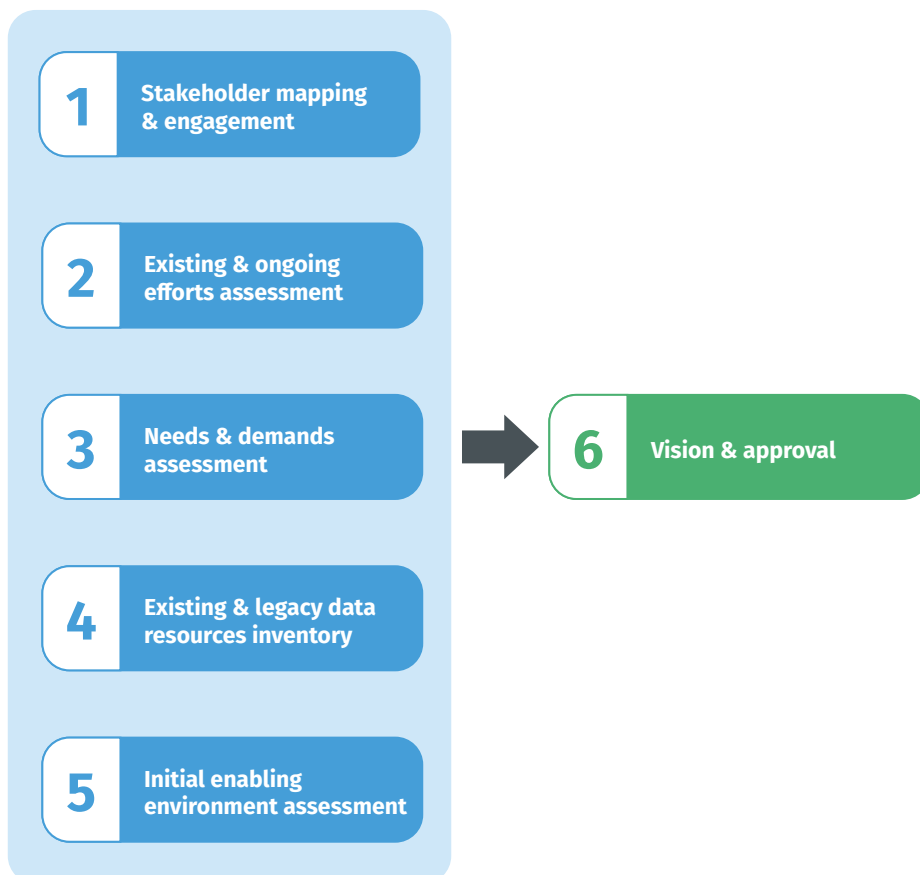 1
Stakeholder mapping
& engagement
2
Existing & ongoing
efforts assessment
3
Needs & demands
assessment
4
Existing & legacy data
resources inventory
5
Initial enabling
environment assessment
6
Vision & approval